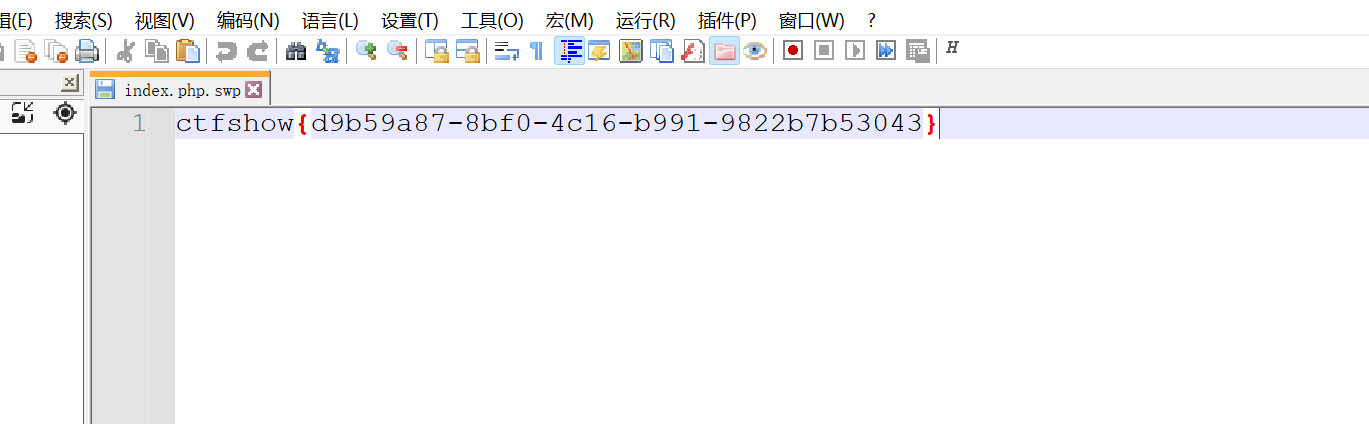 辑(E) 搜索(S) 视图(V) 编码(N) 语言(L) 设置(T) 工具(O) 宏(M) 运行(R) 插件(P) 窗口(W) ?
H
index.php.swp
1 ctfshow{d9b59a87-8bf0-4c16-b991-9822b7b53043}